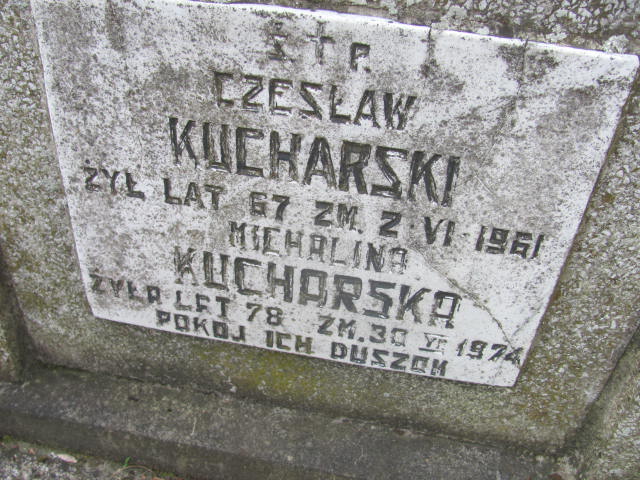 Ś † P.
CZESŁAW
KUCHARSKI
ŻYŁ LAT 67 ZM. 2 VI 1961
MICHALINA
KUCHARSKA
ŻYŁA LAT 78 ZM. 30 VI 1974
POKÓJ ICH DUSZOM